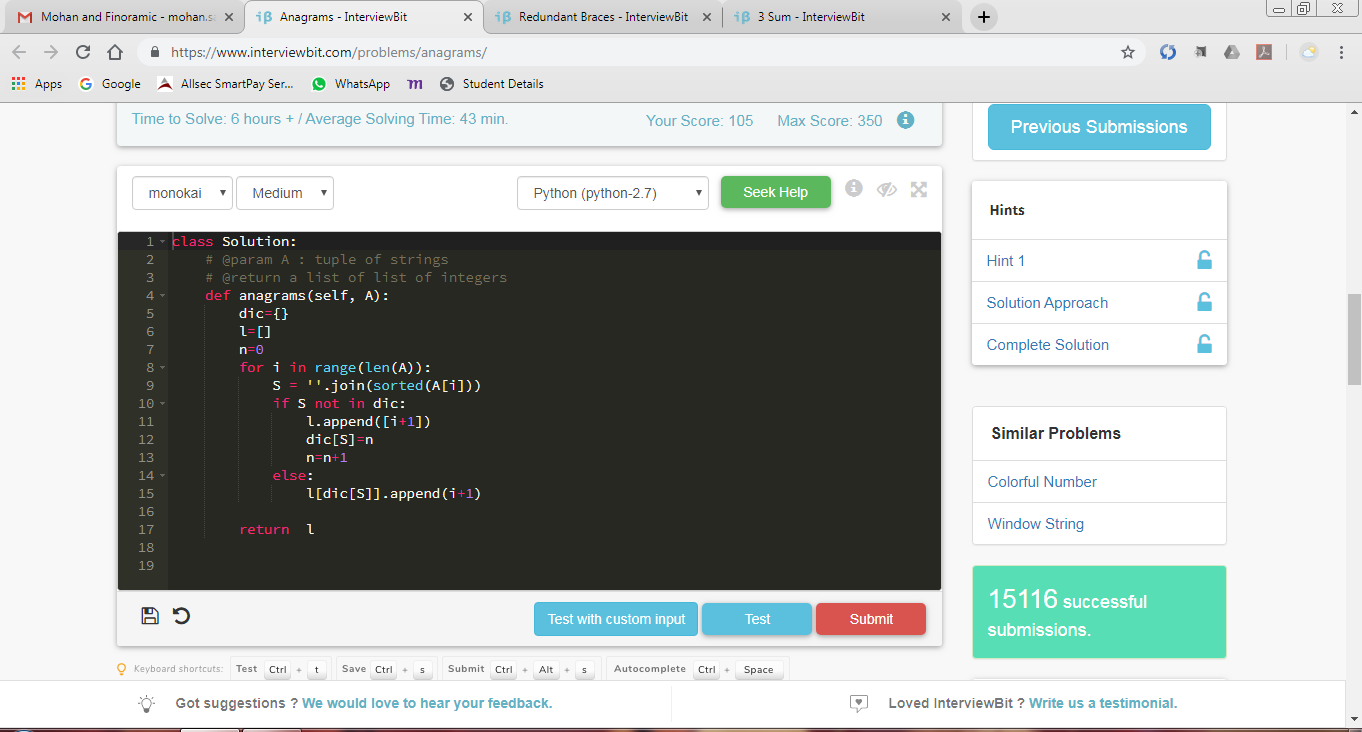 Mohan and Finoramic - mohan.s
Anagrams - InterviewBit
Redundant Braces - InterviewBit
3 Sum - InterviewBit
https://www.interviewbit.com/problems/anagrams/
Apps
Google
Allsec SmartPay Ser...
WhatsApp
m
Student Details
Time to Solve: 6 hours + / Average Solving Time: 43 min.
Your Score: 105
Max Score: 350
Previous Submissions
monokai
Medium
Python (python-2.7)
Seek Help
1 class Solution:
2     # @param A : tuple of strings
3     # @return a list of list of integers
4     def anagrams(self, A):
5         dic={}
6         l=[]
7         n=0
8         for i in range(len(A)):
9             S = ''.join(sorted(A[i]))
10             if S not in dic:
11                 l.append([i+1])
12                 dic[S]=n
13                 n=n+1
14             else:
15                 l[dic[S]].append(i+1)
16
17         return  l
18
19
Test with custom input
Test
Submit
Keyboard shortcuts: Test Ctrl + t Save Ctrl + s Submit Ctrl + Alt + s Autocomplete Ctrl + Space
Hints
Hint 1
Solution Approach
Complete Solution
Similar Problems
Colorful Number
Window String
15116 successful
submissions.
Got suggestions ? We would love to hear your feedback.
Loved InterviewBit ? Write us a testimonial.